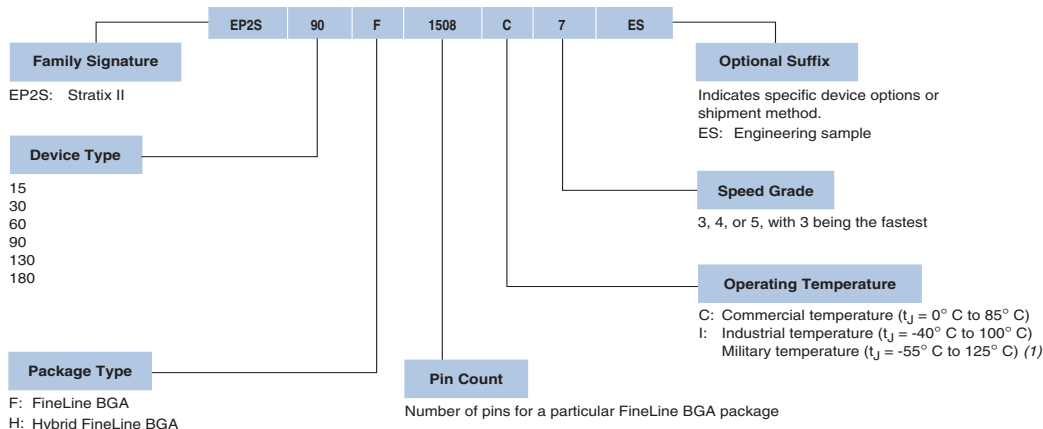 EP2S 90 F 1508 C 7 ES
Family Signature
EP2S: Stratix II
Device Type
15
30
60
90
130
180
Package Type
F: FineLine BGA
H: Hybrid FineLine BGA
Pin Count
Number of pins for a particular FineLine BGA package
Optional Suffix
Indicates specific device options or
shipment method.
ES: Engineering sample
Speed Grade
3, 4, or 5, with 3 being the fastest
Operating Temperature
C: Commercial temperature (tJ = 0° C to 85° C)
I: Industrial temperature (tJ = -40° C to 100° C)
Military temperature (tJ = -55° C to 125° C) (1)